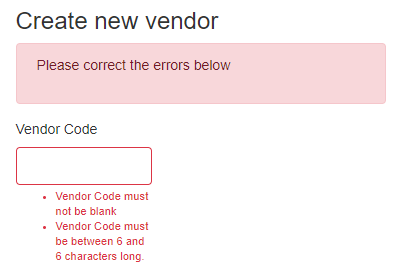 Create new vendor
Please correct the errors below
Vendor Code
• Vendor Code must
not be blank
• Vendor Code must
be between 6 and
6 characters long.